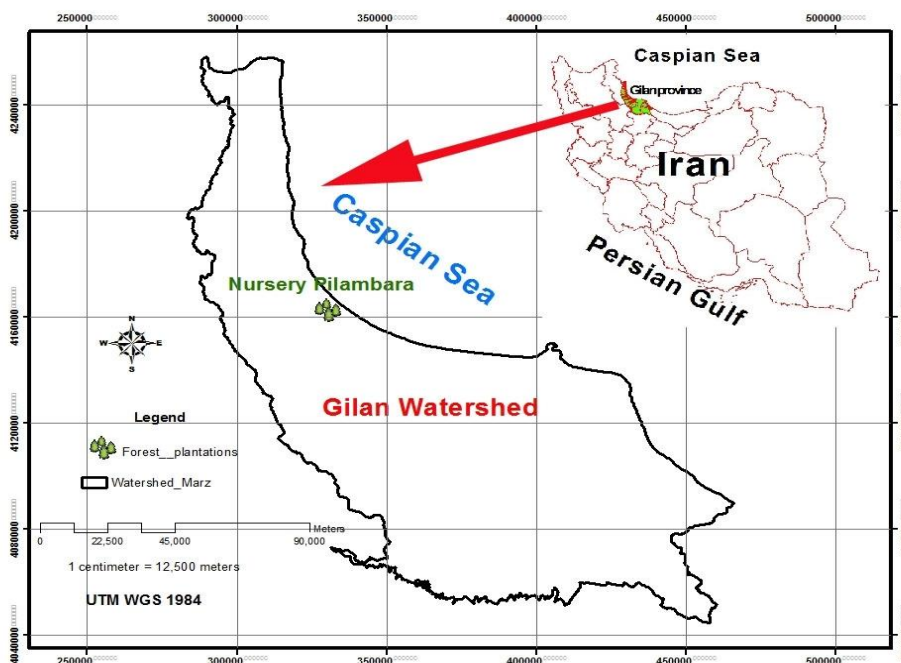 250000 300000 350000 400000 450000 500000
Caspian Sea
Gilanprovince
Iran
Persian Gulf
Caspian Sea
Nursery Pilambara
Gilan Watershed
4240000
4200000
4160000
4120000
4080000
4040000
N
W E
S
Legend
Forest__plantations
Watershed_Marz
Meters
0 22,500 45,000 90,000
1 centimeter = 12,500 meters
UTM WGS 1984
250000 300000 350000 400000 450000 500000